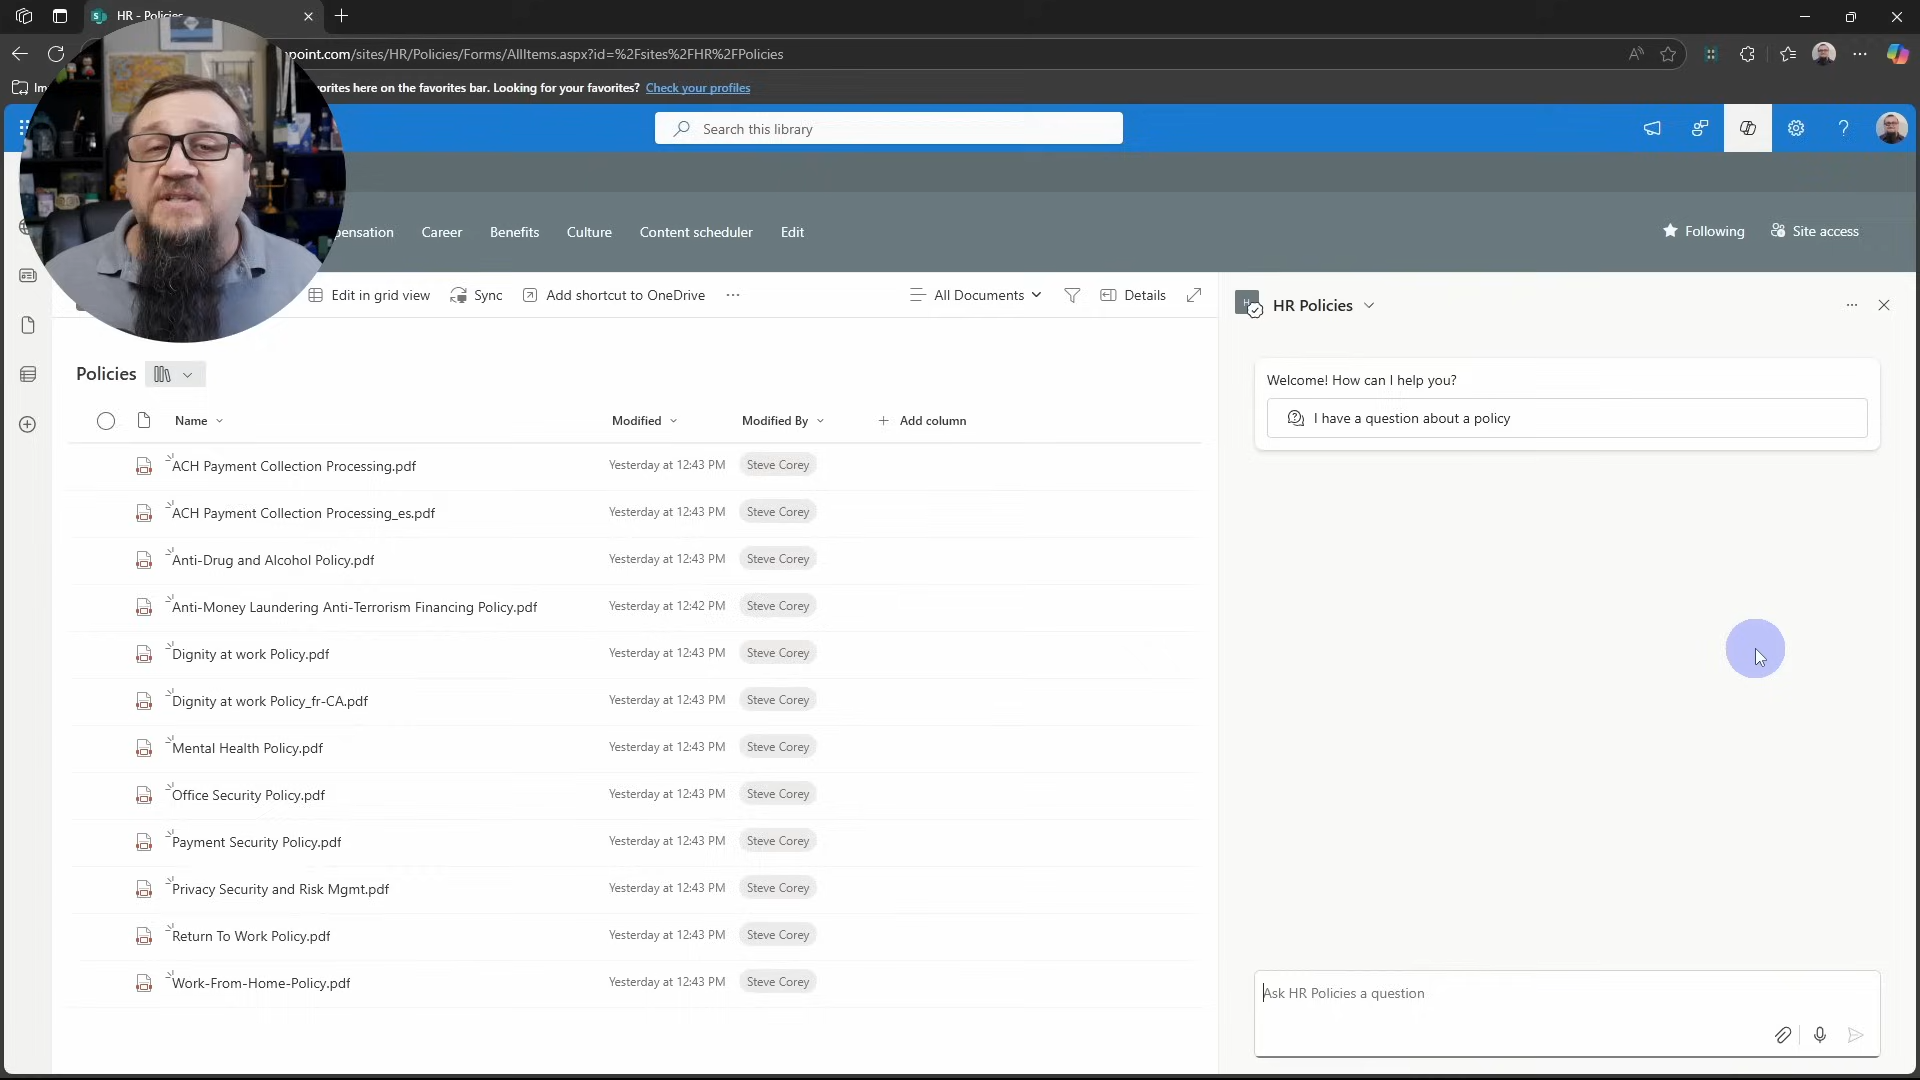 HR - Policies
point.com/sites/HR/Policies/Forms/AllItems.aspx?id=%2Fsites%2FHR%2FPolicies
orites here on the favorites bar. Looking for your favorites? Check your profiles
Search this library
pensation Career Benefits Culture Content scheduler Edit
Following Site access
Edit in grid view Sync Add shortcut to OneDrive ... All Documents Details
HR Policies
Welcome! How can I help you?
I have a question about a policy
Policies
Name Modified Modified By + Add column
ACH Payment Collection Processing.pdf Yesterday at 12:43 PM Steve Corey
ACH Payment Collection Processing_es.pdf Yesterday at 12:43 PM Steve Corey
Anti-Drug and Alcohol Policy.pdf Yesterday at 12:43 PM Steve Corey
Anti-Money Laundering Anti-Terrorism Financing Policy.pdf Yesterday at 12:42 PM Steve Corey
Dignity at work Policy.pdf Yesterday at 12:43 PM Steve Corey
Dignity at work Policy_fr-CA.pdf Yesterday at 12:43 PM Steve Corey
Mental Health Policy.pdf Yesterday at 12:43 PM Steve Corey
Office Security Policy.pdf Yesterday at 12:43 PM Steve Corey
Payment Security Policy.pdf Yesterday at 12:43 PM Steve Corey
Privacy Security and Risk Mgmt.pdf Yesterday at 12:43 PM Steve Corey
Return To Work Policy.pdf Yesterday at 12:43 PM Steve Corey
Work-From-Home-Policy.pdf Yesterday at 12:43 PM Steve Corey
Ask HR Policies a question